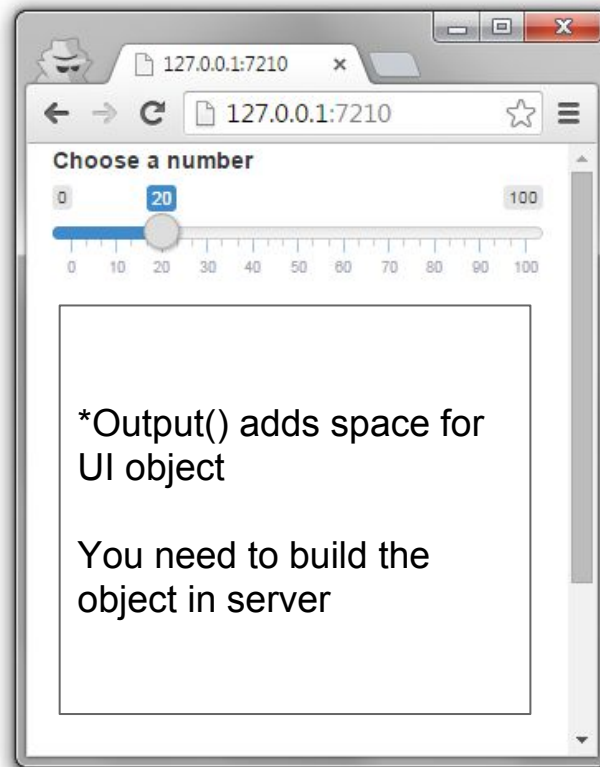 127.0.0.1:7210
127.0.0.1:7210
Choose a number
0 20 100
0 10 20 30 40 50 60 70 80 90 100
*Output() adds space for
UI object
You need to build the
object in server